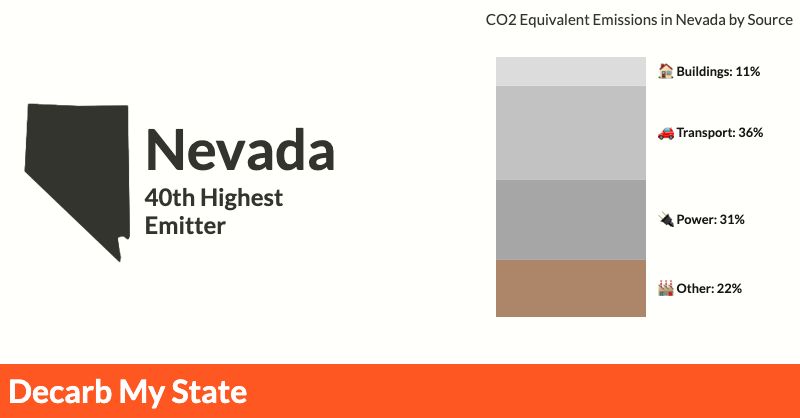 CO2 Equivalent Emissions in Nevada by Source
Buildings: 11%
Transport: 36%
Nevada
40th Highest
Emitter
Power: 31%
Other: 22%
Decarb My State